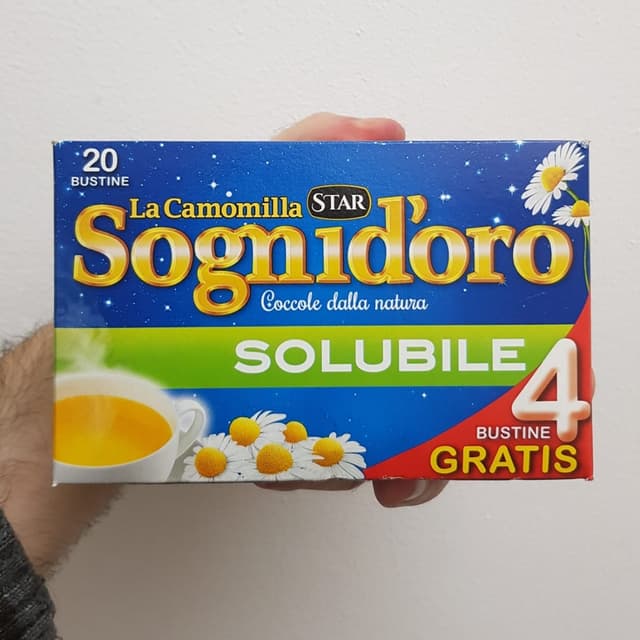 20
BUSTINE
La Camomilla STAR
Sognid'oro
Coccole dalla natura
SOLUBILE
4
BUSTINE
GRATIS